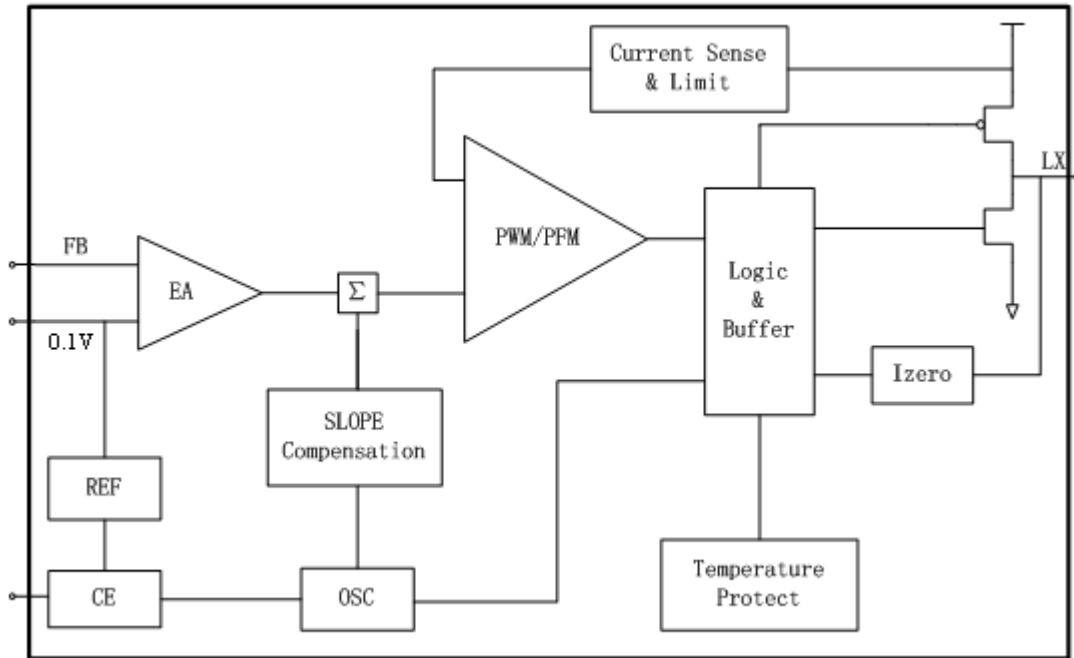 Current Sense
& Limit
LX
PWM/PFM
FB
EA
Σ
Logic
&
Buffer
0.1V
Izero
SLOPE
Compensation
REF
Temperature
Protect
CE
OSC